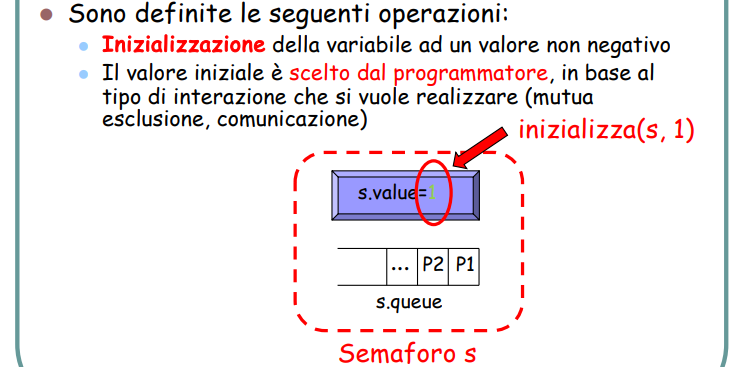 Sono definite le seguenti operazioni:
Inizializzazione della variabile ad un valore non negativo
Il valore iniziale è scelto dal programmatore, in base al
tipo di interazione che si vuole realizzare (mutua
esclusione, comunicazione)
inizializza(s, 1)
s.value=1
... P2 P1
s.queue
Semaforo s